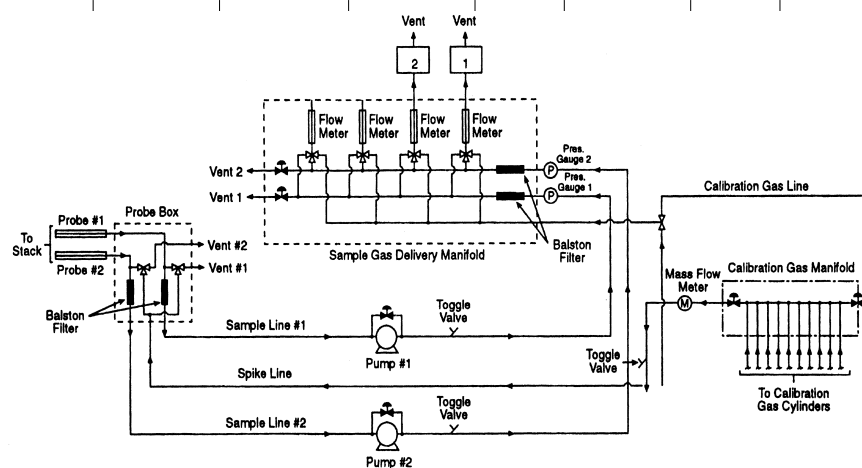 Vent
Vent
2
1
Flow
Meter
Flow
Meter
Flow
Meter
Flow
Meter
Pres.
Gauge 2
Vent 2
P
Pres.
Gauge 1
Vent 1
P
Calibration Gas Line
Balston
Filter
Sample Gas Delivery Manifold
Probe Box
Probe #1
To
Stack
Probe #2
Vent #2
Vent #1
Balston
Filter
Mass Flow
Meter
Calibration Gas Manifold
M
Sample Line #1
Toggle
Valve
Pump #1
Spike Line
Toggle
Valve
To Calibration
Gas Cylinders
Sample Line #2
Toggle
Valve
Pump #2